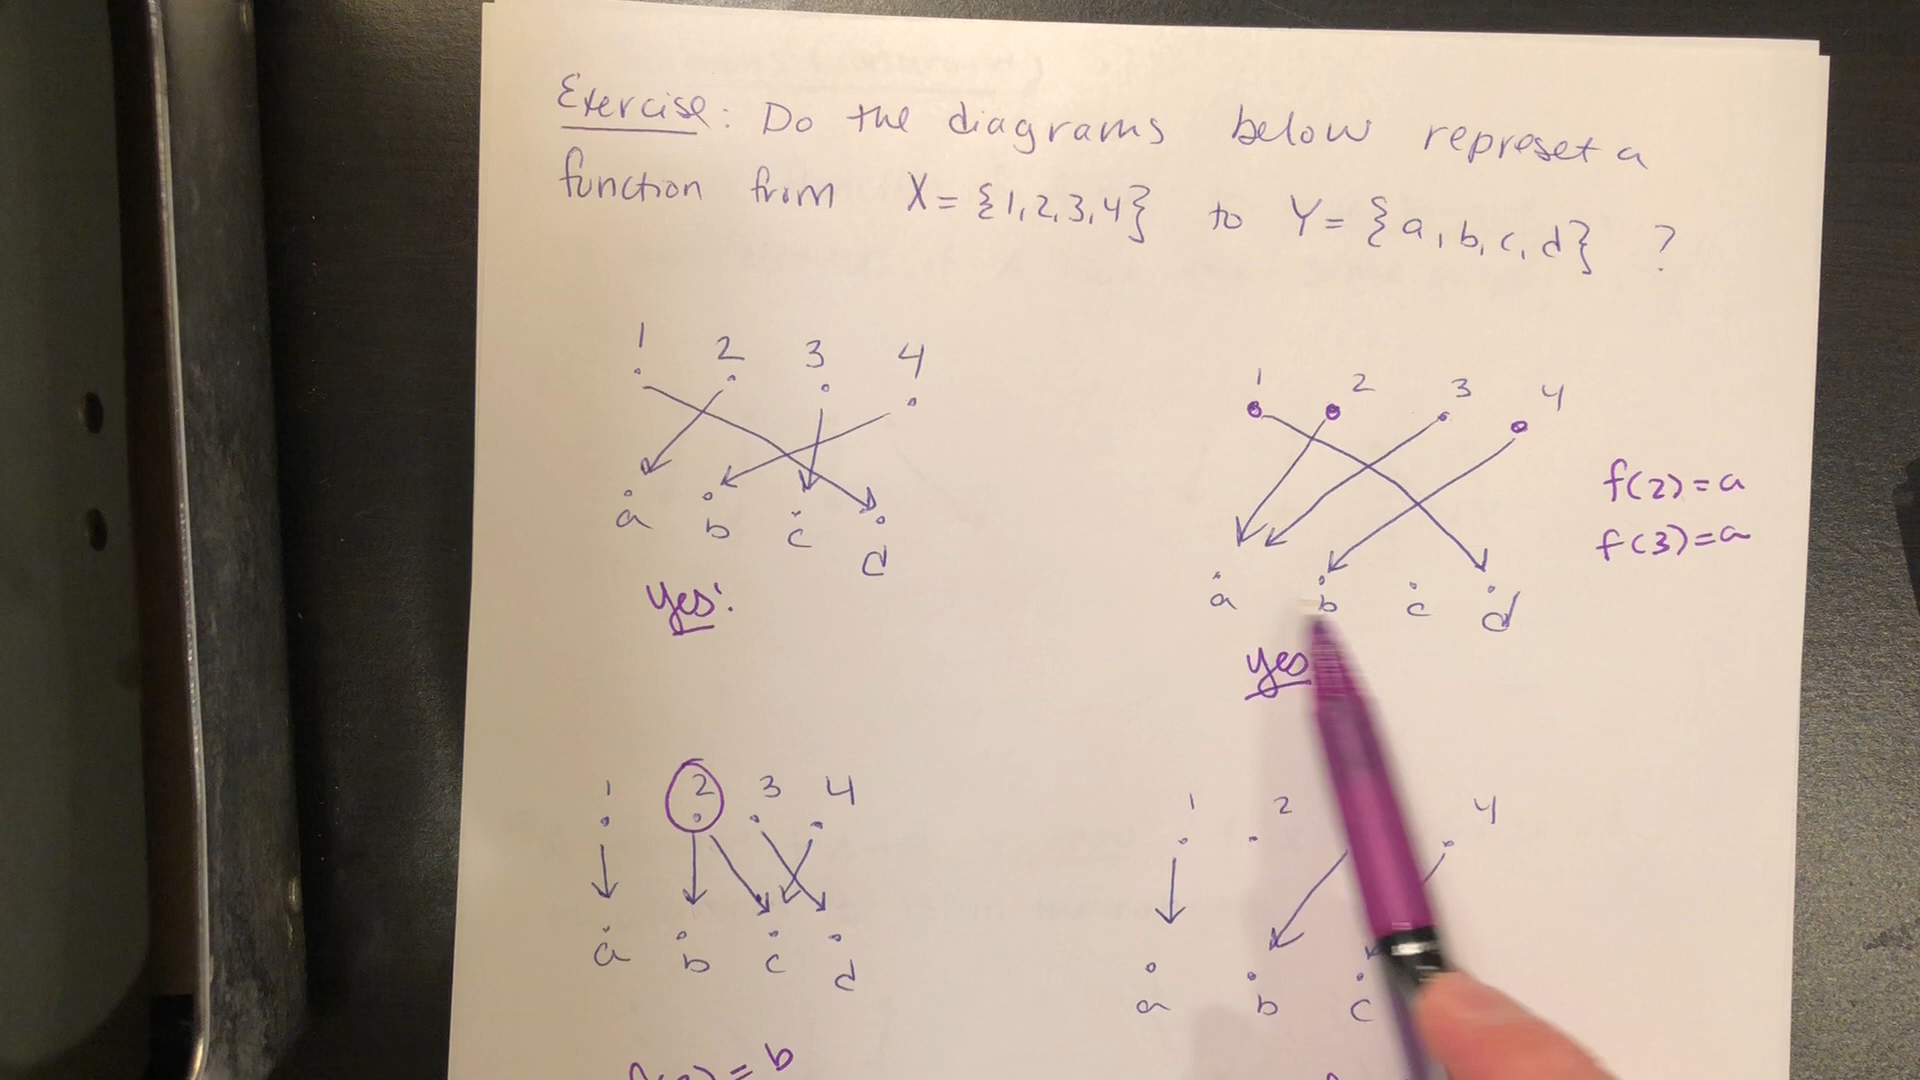 Exercise: Do the diagrams below represet a
function from X = {1,2,3,4} to Y = {a, b, c, d} ?
1 2 3 4
a b c d
yes!
1 2 3 4
a b c d
f(2)=a
f(3)=a
yes
1 2 3 4
a b c d
= b
1 2 4
a b c